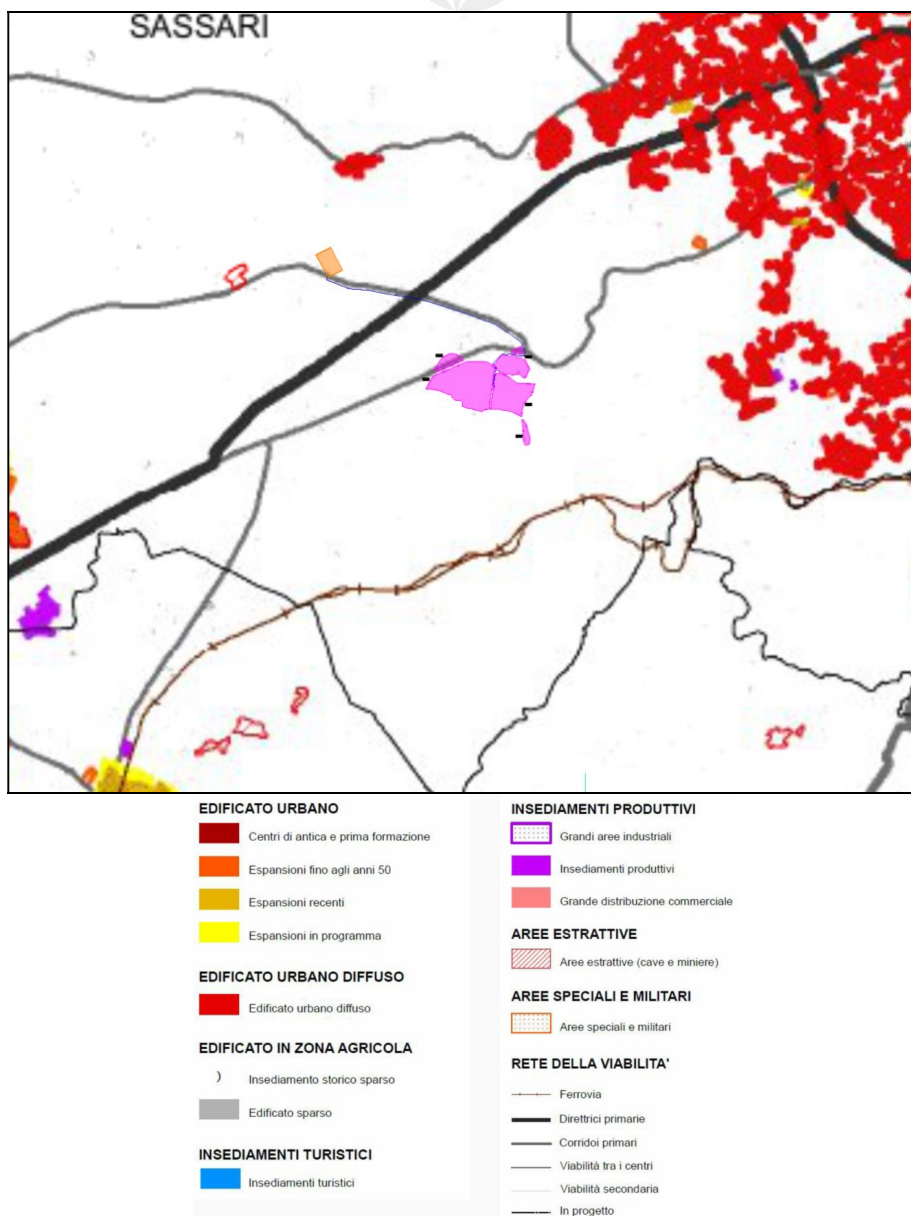 SASSARI
EDIFICATO URBANO
Centri di antica e prima formazione
Espansioni fino agli anni 50
Espansioni recenti
Espansioni in programma
EDIFICATO URBANO DIFFUSO
Edificato urbano diffuso
EDIFICATO IN ZONA AGRICOLA
Insediamento storico sparso
Edificato sparso
INSEDIAMENTI TURISTICI
Insediamenti turistici
INSEDIAMENTI PRODUTTIVI
Grandi aree industriali
Insediamenti produttivi
Grande distribuzione commerciale
AREE ESTRATTIVE
Aree estrattive (cave e miniere)
AREE SPECIALI E MILITARI
Aree speciali e militari
RETE DELLA VIABILITA'
Ferrovia
Direttrici primarie
Corridoi primari
Viabilità tra i centri
Viabilità secondaria
In progetto